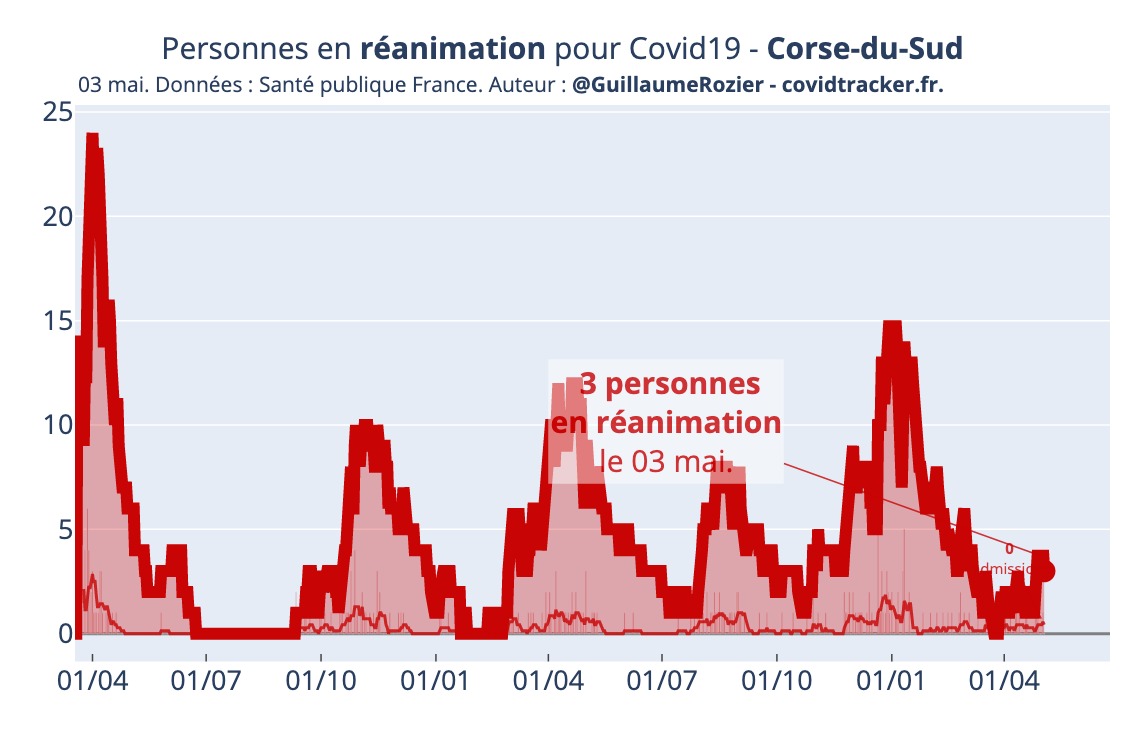 Personnes en réanimation pour Covid19 - Corse-du-Sud
03 mai. Données : Santé publique France. Auteur : @GuillaumeRozier - covidtracker.fr.
25
20
15
10
5
0
3 personnes
en réanimation
le 03 mai.
0
01/04 01/07 01/10 01/01 01/04 01/07 01/10 01/01 01/04